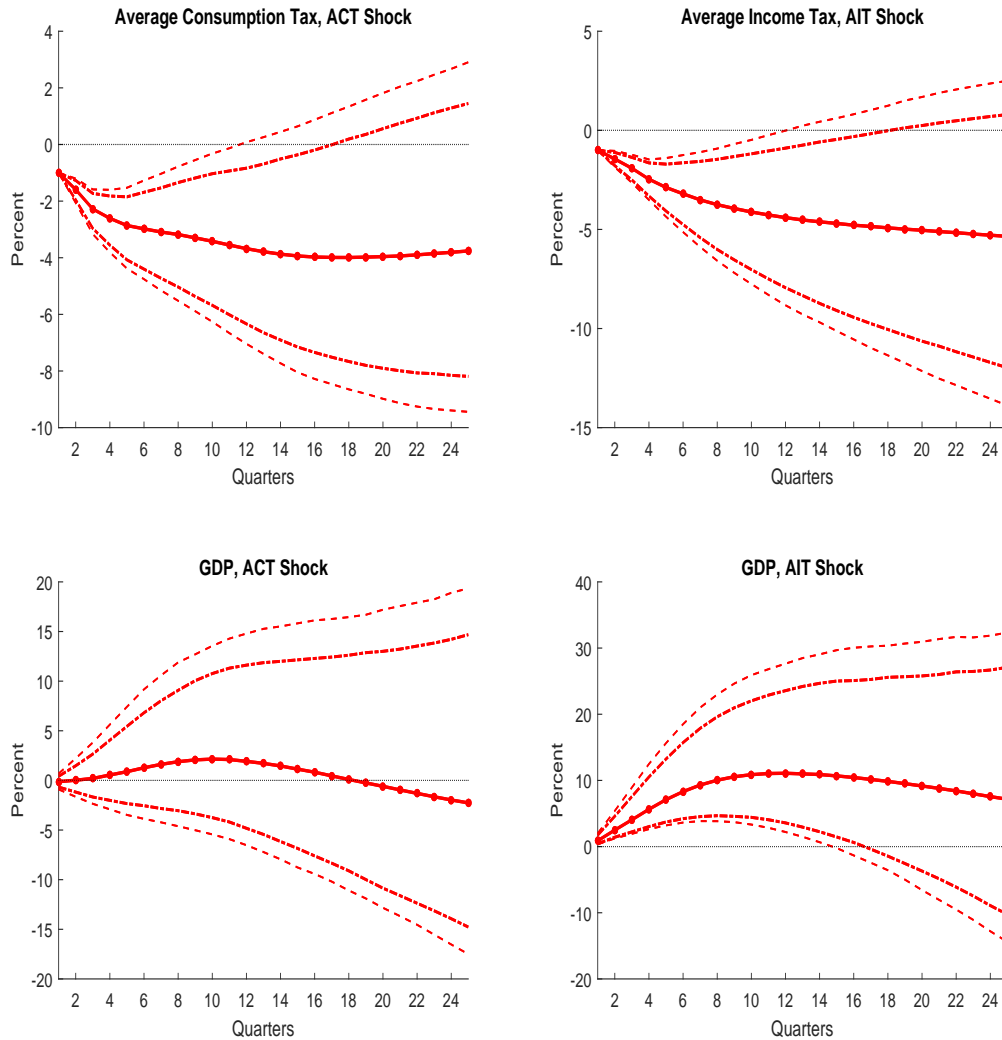 Average Consumption Tax, ACT Shock
4
2
0
-2
-4
-6
-8
-10
Percent
2 4 6 8 10 12 14 16 18 20 22 24
Quarters
Average Income Tax, AIT Shock
5
0
-5
-10
-15
Percent
2 4 6 8 10 12 14 16 18 20 22 24
Quarters
GDP, ACT Shock
20
15
10
5
0
-5
-10
-15
-20
Percent
2 4 6 8 10 12 14 16 18 20 22 24
Quarters
GDP, AIT Shock
40
30
20
10
0
-10
-20
Percent
2 4 6 8 10 12 14 16 18 20 22 24
Quarters